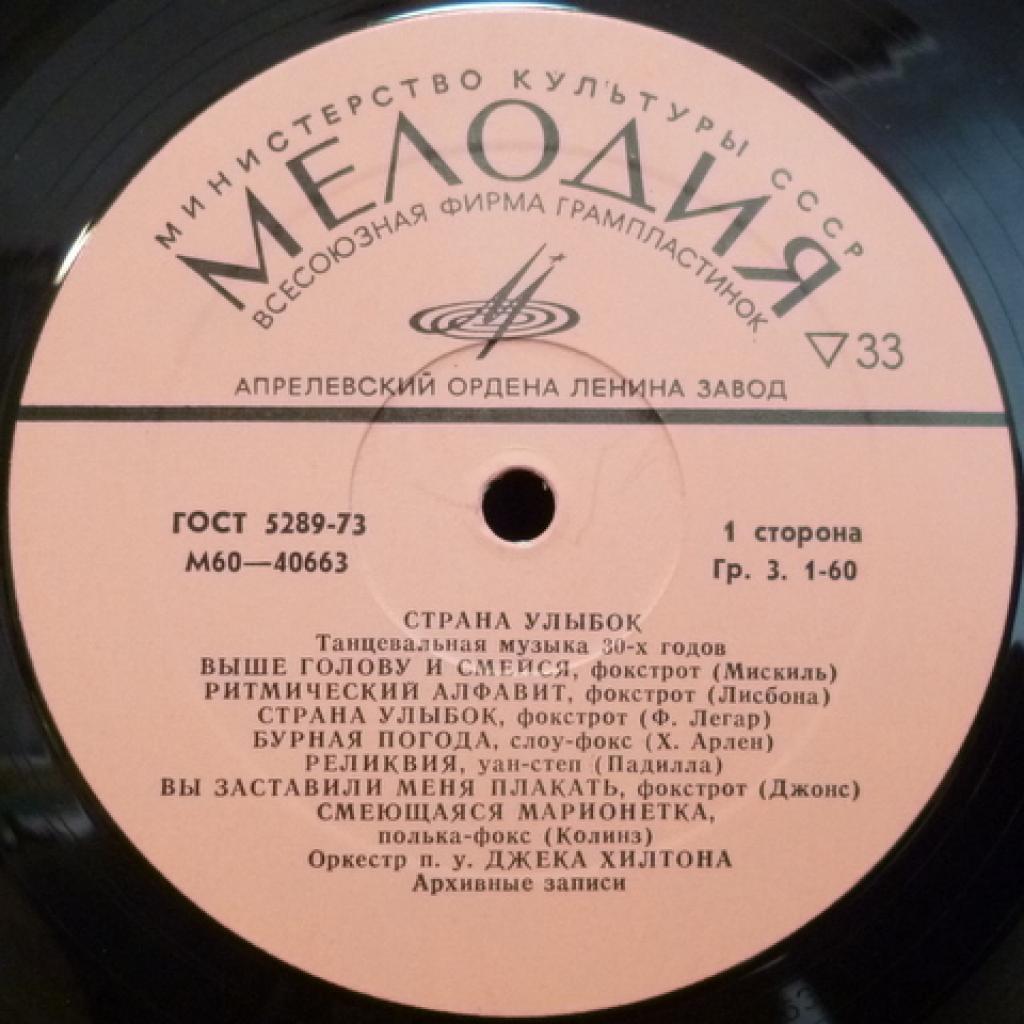 МИНИСТЕРСТВО КУЛЬТУРЫ СССР
МЕЛОДИЯ
ВСЕСОЮЗНАЯ ФИРМА ГРАМПЛАСТИНОК
▽33
АПРЕЛЕВСКИЙ ОРДЕНА ЛЕНИНА ЗАВОД
ГОСТ 5289-73
М60—40663
1 сторона
Гр. 3. 1-60
СТРАНА УЛЫБОК
Танцевальная музыка 30-х годов
ВЫШЕ ГОЛОВУ И СМЕЙСЯ, фокстрот (Мискиль)
РИТМИЧЕСКИЙ АЛФАВИТ, фокстрот (Лисбона)
СТРАНА УЛЫБОК, фокстрот (Ф. Легар)
БУРНАЯ ПОГОДА, слоу-фокс (Х. Арлен)
РЕЛИКВИЯ, уан-степ (Падилла)
ВЫ ЗАСТАВИЛИ МЕНЯ ПЛАКАТЬ, фокстрот (Джонс)
СМЕЮЩАЯСЯ МАРИОНЕТКА,
полька-фокс (Колинз)
Оркестр п. у. ДЖЕКА ХИЛТОНА
Архивные записи